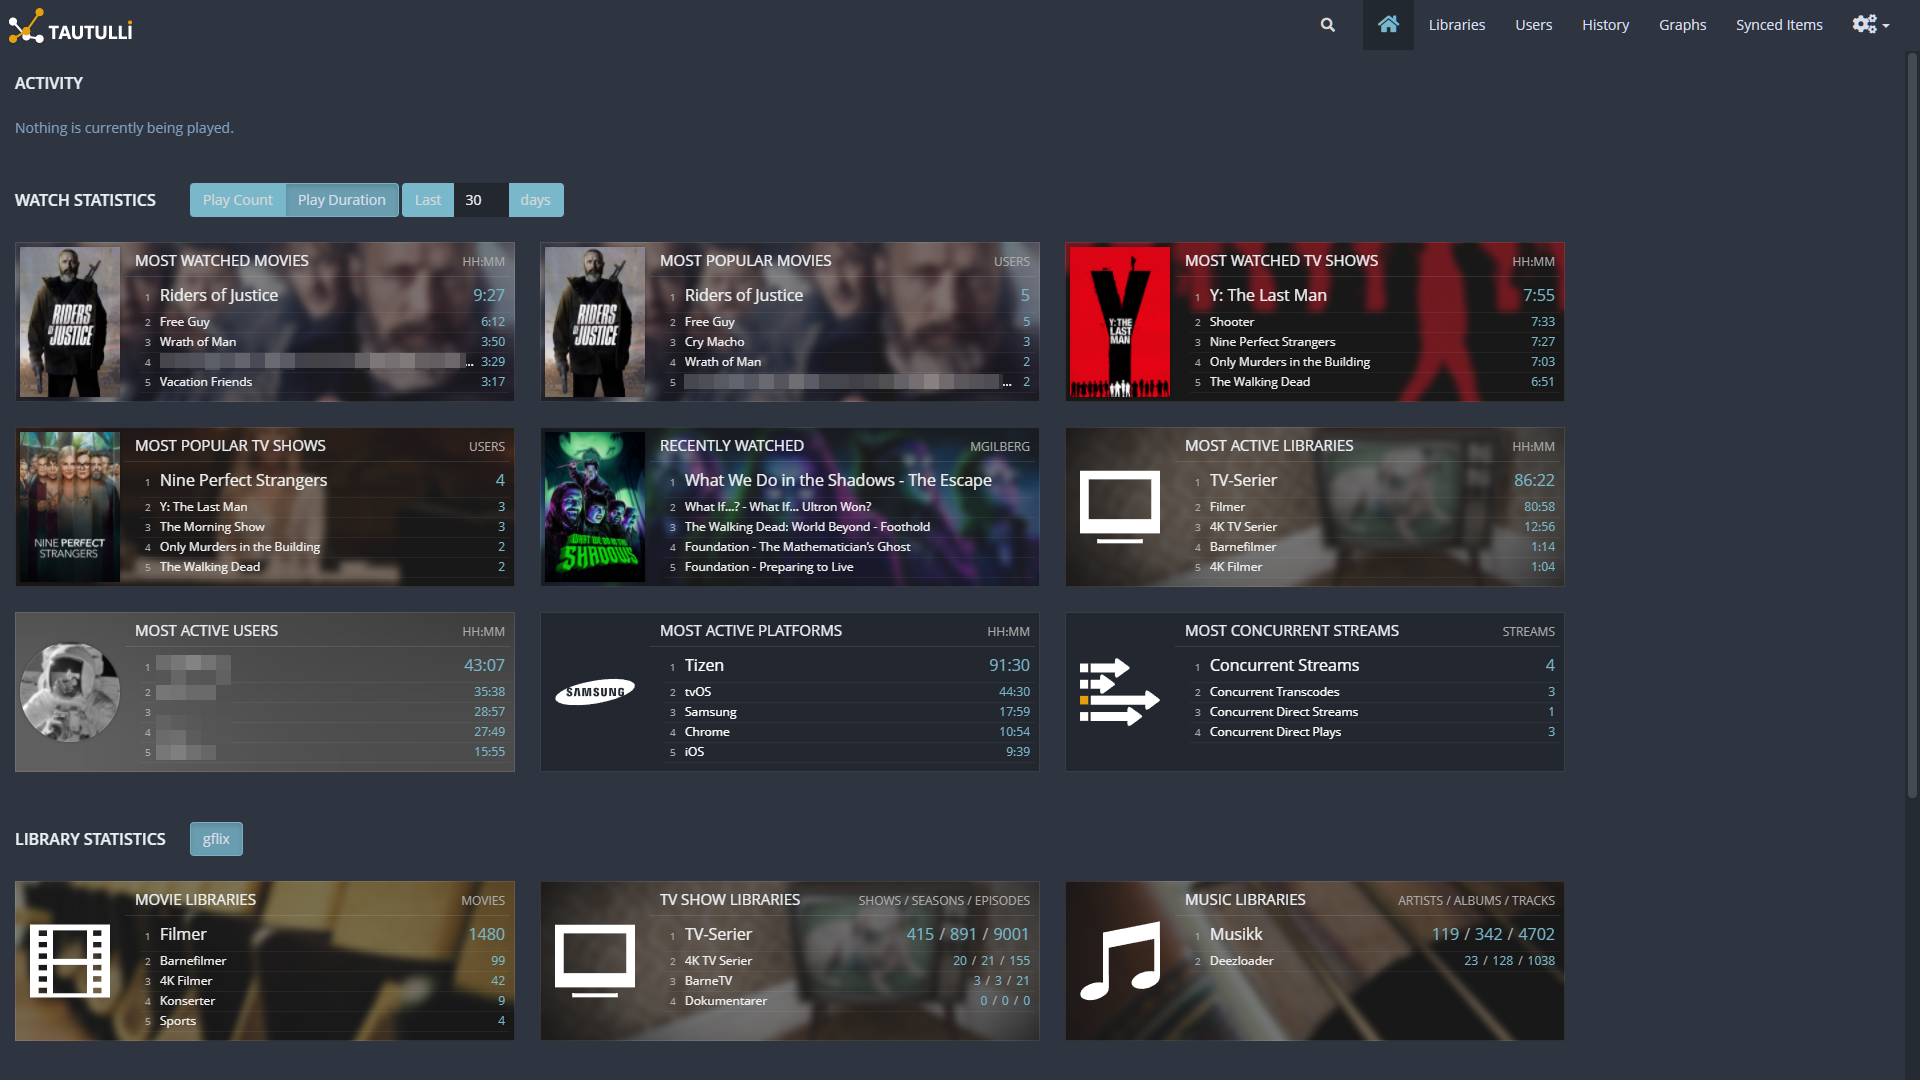 TAUTULLI
Libraries
Users
History
Graphs
Synced Items
ACTIVITY
Nothing is currently being played.
WATCH STATISTICS
Play Count
Play Duration
Last
30
days
MOST WATCHED MOVIES HH:MM
RIDERS OF JUSTICE
1 Riders of Justice 9:27
2 Free Guy 6:12
3 Wrath of Man 3:50
4 ... 3:29
5 Vacation Friends 3:17
MOST POPULAR MOVIES USERS
RIDERS OF JUSTICE
1 Riders of Justice 5
2 Free Guy 5
3 Cry Macho 3
4 Wrath of Man 2
5 ... 2
MOST WATCHED TV SHOWS HH:MM
Y: THE LAST MAN
1 Y: The Last Man 7:55
2 Shooter 7:33
3 Nine Perfect Strangers 7:27
4 Only Murders in the Building 7:03
5 The Walking Dead 6:51
MOST POPULAR TV SHOWS USERS
NINE PERFECT STRANGERS
1 Nine Perfect Strangers 4
2 Y: The Last Man 3
3 The Morning Show 3
4 Only Murders in the Building 2
5 The Walking Dead 2
RECENTLY WATCHED MGILBERG
WHAT WE DO IN THE SHADOWS
1 What We Do in the Shadows - The Escape
2 What If...? - What If... Ultron Won?
3 The Walking Dead: World Beyond - Foothold
4 Foundation - The Mathematician's Ghost
5 Foundation - Preparing to Live
MOST ACTIVE LIBRARIES HH:MM
1 TV-Serier 86:22
2 Filmer 80:58
3 4K TV Serier 12:56
4 Barnefilmer 1:14
5 4K Filmer 1:04
MOST ACTIVE USERS HH:MM
1 43:07
2 35:38
3 28:57
4 27:49
5 15:55
MOST ACTIVE PLATFORMS HH:MM
SAMSUNG
1 Tizen 91:30
2 tvOS 44:30
3 Samsung 17:59
4 Chrome 10:54
5 iOS 9:39
MOST CONCURRENT STREAMS STREAMS
1 Concurrent Streams 4
2 Concurrent Transcodes 3
3 Concurrent Direct Streams 1
4 Concurrent Direct Plays 3
LIBRARY STATISTICS
gflix
MOVIE LIBRARIES MOVIES
1 Filmer 1480
2 Barnefilmer 99
3 4K Filmer 42
4 Konserter 9
5 Sports 4
TV SHOW LIBRARIES SHOWS / SEASONS / EPISODES
1 TV-Serier 415 / 891 / 9001
2 4K TV Serier 20 / 21 / 155
3 BarneTV 3 / 3 / 21
4 Dokumentarer 0 / 0 / 0
MUSIC LIBRARIES ARTISTS / ALBUMS / TRACKS
1 Musikk 119 / 342 / 4702
2 Deezloader 23 / 128 / 1038